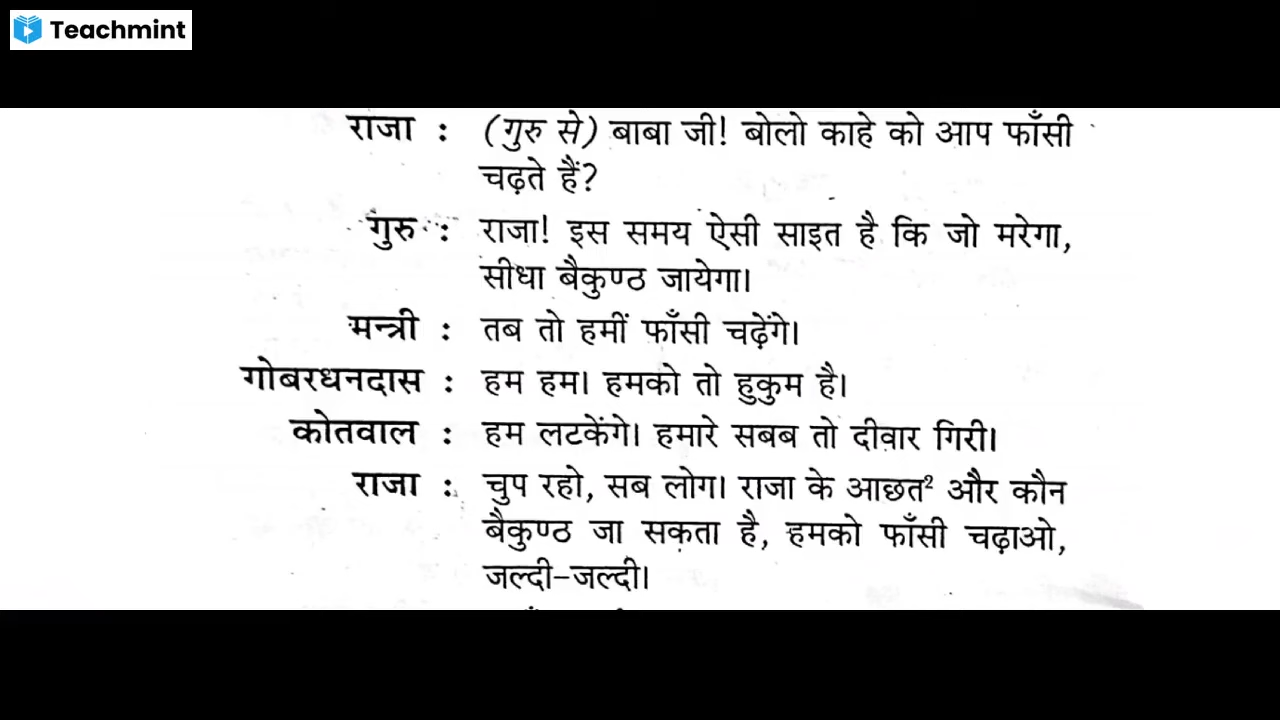 Teachmint
राजा : (गुरु से) बाबा जी! बोलो काहे को आप फाँसी
चढ़ते हैं?
गुरु : राजा! इस समय ऐसी साइत है कि जो मरेगा,
सीधा बैकुण्ठ जायेगा।
मन्त्री : तब तो हमीं फाँसी चढ़ेंगे।
गोबरधनदास : हम हम। हमको तो हुकुम है।
कोतवाल : हम लटकेंगे। हमारे सबब तो दीवार गिरी।
राजा : चुप रहो, सब लोग। राजा के आछत² और कौन
बैकुण्ठ जा सकता है, हमको फाँसी चढ़ाओ,
जल्दी-जल्दी।